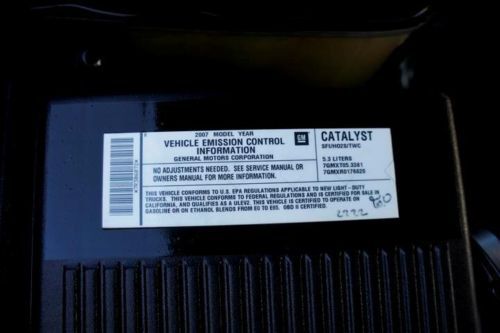 2007 MODEL YEAR
VEHICLE EMISSION CONTROL
INFORMATION
GENERAL MOTORS CORPORATION
GM
CATALYST
SFI/HO2S/TWC
5.3 LITERS
7GMXT05.3381
7GMXR0176820
NO ADJUSTMENTS NEEDED. SEE SERVICE MANUAL OR
OWNERS MANUAL FOR MORE INFORMATION.
THIS VEHICLE CONFORMS TO U.S. EPA REGULATIONS APPLICABLE TO NEW LIGHT-DUTY
TRUCKS. THIS VEHICLE CONFORMS TO FEDERAL REGULATIONS AND IS CERTIFIED FOR SALE IN
CALIFORNIA, AND QUALIFIES AS A ULEV2. THIS VEHICLE IS CERTIFIED TO OPERATE ON
GASOLINE OR ON ETHANOL BLENDS FROM E0 TO E85. OBD II CERTIFIED.